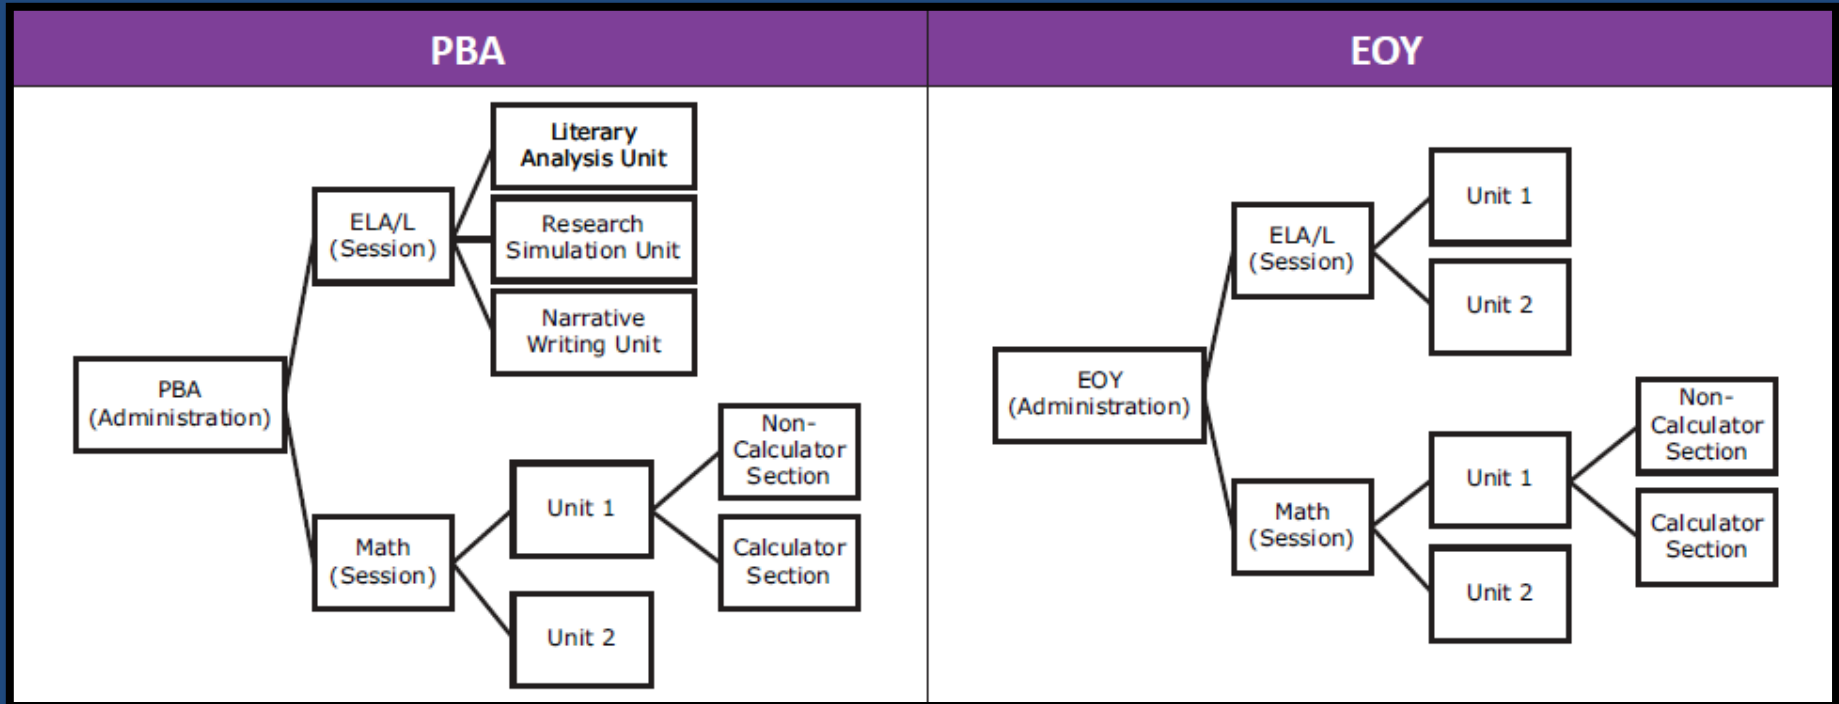 PBA
Literary
Analysis Unit
ELA/L
(Session)
Research
Simulation Unit
Narrative
Writing Unit
PBA
(Administration)
Non-
Calculator
Section
Unit 1
Math
(Session)
Calculator
Section
Unit 2
EOY
Unit 1
ELA/L
(Session)
Unit 2
EOY
(Administration)
Non-
Calculator
Section
Unit 1
Math
(Session)
Calculator
Section
Unit 2